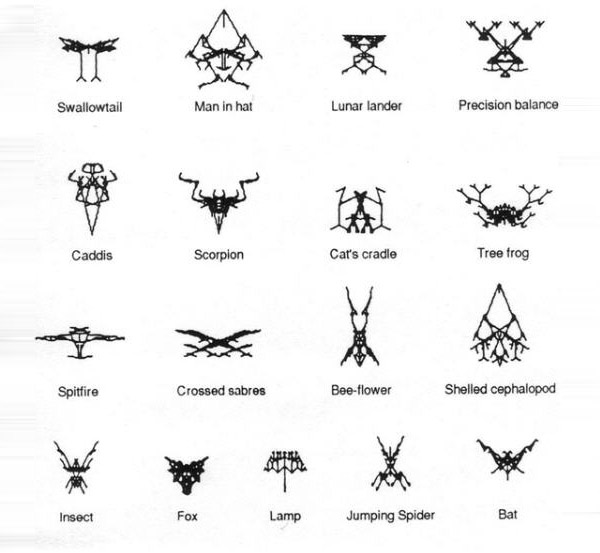 Swallowtail
Man in hat
Lunar lander
Precision balance
Caddis
Scorpion
Cat's cradle
Tree frog
Spitfire
Crossed sabres
Bee-flower
Shelled cephalopod
Insect
Fox
Lamp
Jumping Spider
Bat